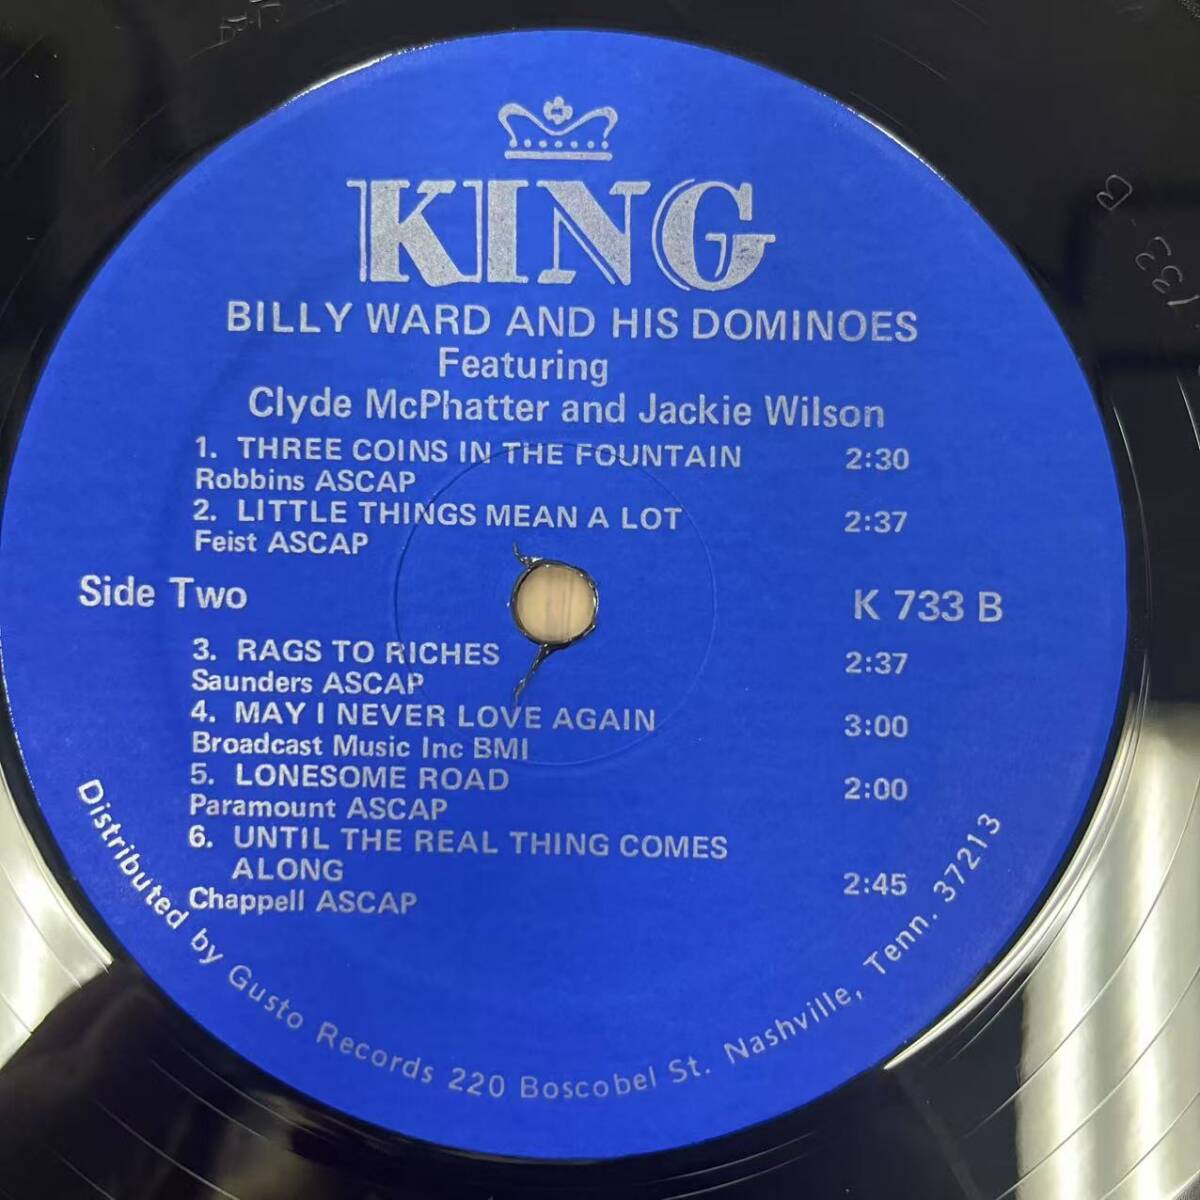 KING
BILLY WARD AND HIS DOMINOES
Featuring
Clyde McPhatter and Jackie Wilson
1. THREE COINS IN THE FOUNTAIN 2:30
Robbins ASCAP
2. LITTLE THINGS MEAN A LOT 2:37
Feist ASCAP
Side Two K 733 B
3. RAGS TO RICHES 2:37
Saunders ASCAP
4. MAY I NEVER LOVE AGAIN 3:00
Broadcast Music Inc BMI
5. LONESOME ROAD 2:00
Paramount ASCAP
6. UNTIL THE REAL THING COMES
ALONG 2:45
Chappell ASCAP
Distributed by Gusto Records 220 Boscobel St. Nashville, Tenn. 37213